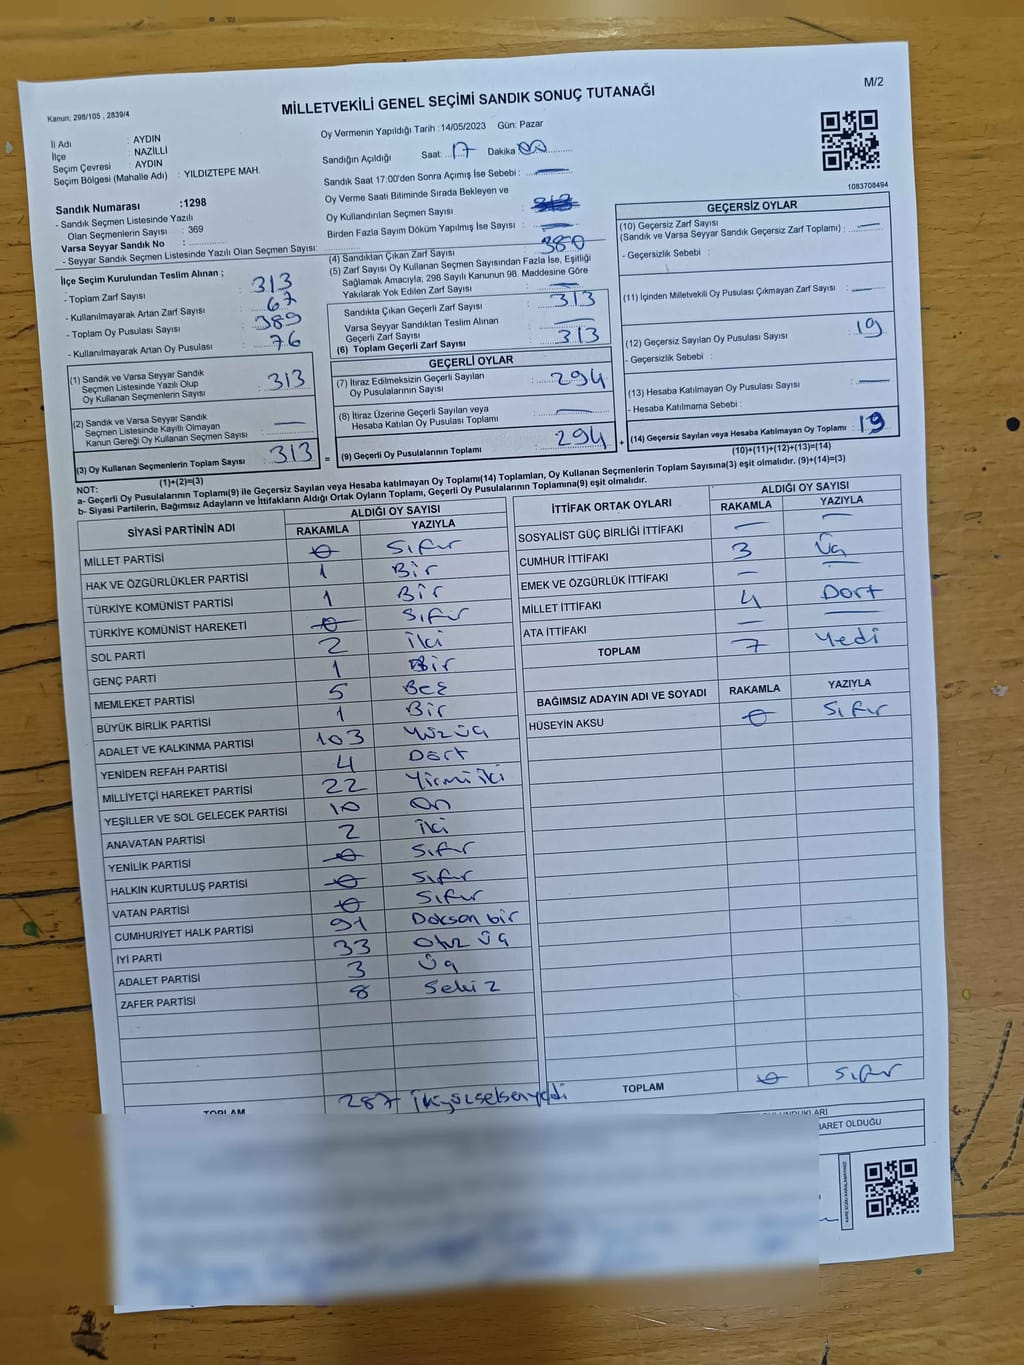 Kanun; 298/105 , 2839/4
MİLLETVEKİLİ GENEL SEÇİMİ SANDIK SONUÇ TUTANAĞI
M/2
İl Adı : AYDIN
İlçe : NAZİLLİ
Seçim Çevresi : AYDIN
Seçim Bölgesi (Mahalle Adı) : YILDIZTEPE MAH.
Oy Vermenin Yapıldığı Tarih :14/05/2023 Gün: Pazar
Sandığın Açıldığı Saat: 17 Dakika 00
Sandık Saat 17:00'den Sonra Açımış İse Sebebi : —
Oy Verme Saati Bitiminde Sırada Bekleyen ve
Oy Kullandırılan Seçmen Sayısı :
Birden Fazla Sayım Döküm Yapılmış İse Sayısı : —
1083708494
Sandık Numarası :1298
- Sandık Seçmen Listesinde Yazılı
Olan Seçmenlerin Sayısı : 369
Varsa Seyyar Sandık No :
- Seyyar Sandık Seçmen Listesinde Yazılı Olan Seçmen Sayısı:
İlçe Seçim Kurulundan Teslim Alınan ;
- Toplam Zarf Sayısı : 313
- Kullanılmayarak Artan Zarf Sayısı : 67
- Toplam Oy Pusulası Sayısı : 389
- Kullanılmayarak Artan Oy Pusulası : 76
(1) Sandık ve Varsa Seyyar Sandık
Seçmen Listesinde Yazılı Olup
Oy Kullanan Seçmenlerin Sayısı : 313
(2) Sandık ve Varsa Seyyar Sandık
Seçmen Listesinde Kayıtlı Olmayan
Kanun Gereği Oy Kullanan Seçmen Sayısı : —
(3) Oy Kullanan Seçmenlerin Toplam Sayısı : 313
(1)+(2)=(3)
(4) Sandıktan Çıkan Zarf Sayısı : 380
(5) Zarf Sayısı Oy Kullanan Seçmen Sayısından Fazla İse, Eşitliği
Sağlamak Amacıyla; 298 Sayılı Kanunun 98. Maddesine Göre
Yakılarak Yok Edilen Zarf Sayısı : —
Sandıkta Çıkan Geçerli Zarf Sayısı : 313
Varsa Seyyar Sandıktan Teslim Alınan
Geçerli Zarf Sayısı : —
(6) Toplam Geçerli Zarf Sayısı : 313
GEÇERLİ OYLAR
(7) İtiraz Edilmeksizin Geçerli Sayılan
Oy Pusulalarının Sayısı : 294
(8) İtiraz Üzerine Geçerli Sayılan veya
Hesaba Katılan Oy Pusulası Toplamı : —
= (9) Geçerli Oy Pusulalarının Toplamı : 294 +
GEÇERSİZ OYLAR
(10) Geçersiz Zarf Sayısı
(Sandık ve Varsa Seyyar Sandık Geçersiz Zarf Toplamı) : —
- Geçersizlik Sebebi :
(11) İçinden Milletvekili Oy Pusulası Çıkmayan Zarf Sayısı : —
(12) Geçersiz Sayılan Oy Pusulası Sayısı : 19
- Geçersizlik Sebebi :
(13) Hesaba Katılmayan Oy Pusulası Sayısı : —
- Hesaba Katılmama Sebebi :
(14) Geçersiz Sayılan veya Hesaba Katılmayan Oy Toplamı : 19
(10)+(11)+(12)+(13)=(14)
NOT:
a- Geçerli Oy Pusulalarının Toplamı(9) ile Geçersiz Sayılan veya Hesaba katılmayan Oy Toplamı(14) Toplamları, Oy Kullanan Seçmenlerin Toplam Sayısına(3) eşit olmalıdır. (9)+(14)=(3)
b- Siyasi Partilerin, Bağımsız Adayların ve İttifakların Aldığı Ortak Oyların Toplamı, Geçerli Oy Pusulalarının Toplamına(9) eşit olmalıdır.
SİYASİ PARTİNİN ADI ALDIĞI OY SAYISI
RAKAMLA YAZIYLA
MİLLET PARTİSİ 0 Sıfır
HAK VE ÖZGÜRLÜKLER PARTİSİ 1 Bir
TÜRKİYE KOMÜNİST PARTİSİ 1 Bir
TÜRKİYE KOMÜNİST HAREKETİ 0 Sıfır
SOL PARTİ 2 İki
GENÇ PARTİ 1 Bir
MEMLEKET PARTİSİ 5 Beş
BÜYÜK BİRLİK PARTİSİ 1 Bir
ADALET VE KALKINMA PARTİSİ 103 Yüz üç
YENİDEN REFAH PARTİSİ 4 Dört
MİLLİYETÇİ HAREKET PARTİSİ 22 Yirmi iki
YEŞİLLER VE SOL GELECEK PARTİSİ 10 On
ANAVATAN PARTİSİ 2 İki
YENİLİK PARTİSİ 0 Sıfır
HALKIN KURTULUŞ PARTİSİ 0 Sıfır
VATAN PARTİSİ 0 Sıfır
CUMHURİYET HALK PARTİSİ 91 Doksan bir
İYİ PARTİ 33 Otuz üç
ADALET PARTİSİ 3 Üç
ZAFER PARTİSİ 8 Sekiz
TOPLAM 287 İkiyüzseksenyedi
İTTİFAK ORTAK OYLARI ALDIĞI OY SAYISI
RAKAMLA YAZIYLA
SOSYALİST GÜÇ BİRLİĞİ İTTİFAKI — —
CUMHUR İTTİFAKI 3 Üç
EMEK VE ÖZGÜRLÜK İTTİFAKI — —
MİLLET İTTİFAKI 4 Dört
ATA İTTİFAKI — —
TOPLAM 7 Yedi
BAĞIMSIZ ADAYIN ADI VE SOYADI RAKAMLA YAZIYLA
HÜSEYİN AKSU 0 Sıfır
TOPLAM 0 Sıfır
ARET OLDUĞU